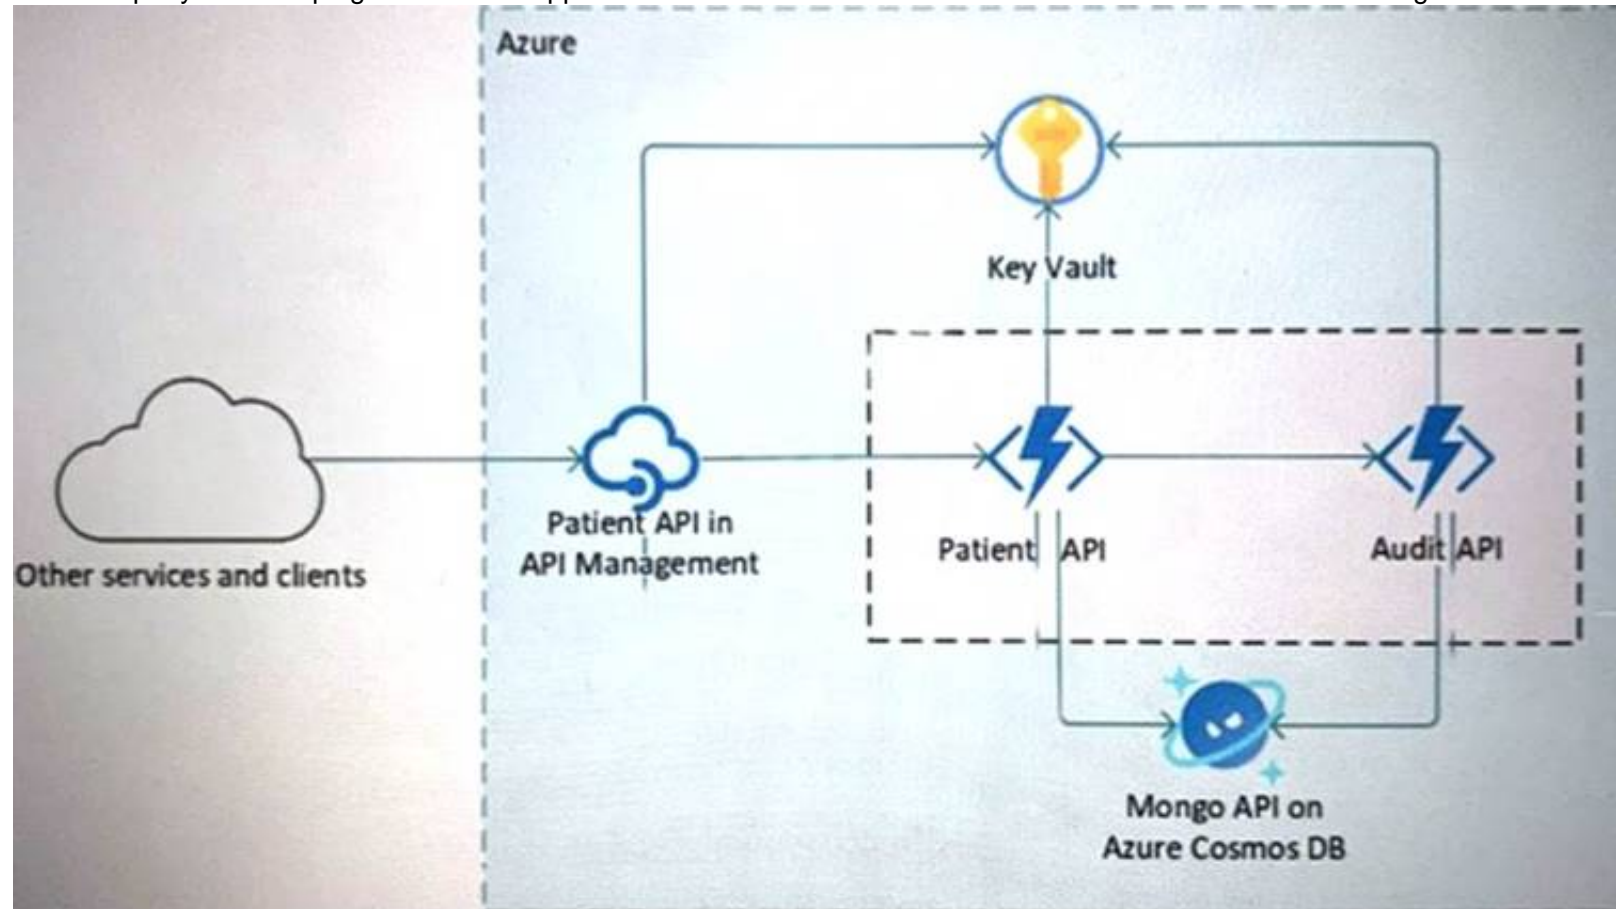 Azure
Key Vault
Patient API in
API Management
Other services and clients
Patient API
Audit API
Mongo API on
Azure Cosmos DB